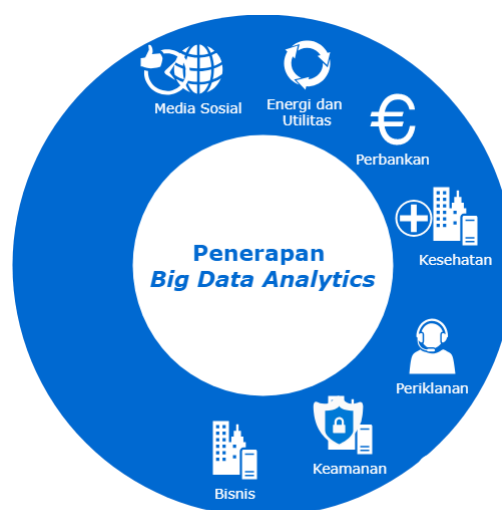 Media Sosial
Energi dan
Utilitas
€
Perbankan
Kesehatan
Penerapan
Big Data Analytics
Periklanan
Keamanan
Bisnis